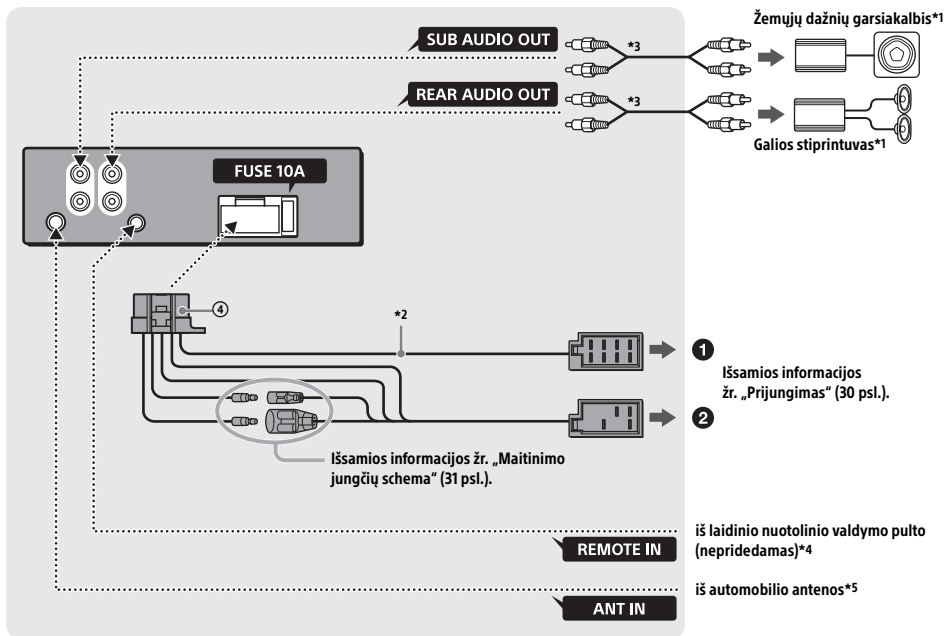 Žemųjų dažnių garsiakalbis*1
SUB AUDIO OUT
*3
REAR AUDIO OUT
*3
Galios stiprintuvas*1
FUSE 10A
④
*2
❶
Išsamios informacijos
žr. „Prijungimas“ (30 psl.).
❷
Išsamios informacijos žr. „Maitinimo
jungčių schema“ (31 psl.).
iš laidinio nuotolinio valdymo pulto
(nepridedamas)*4
REMOTE IN
iš automobilio antenos*5
ANT IN